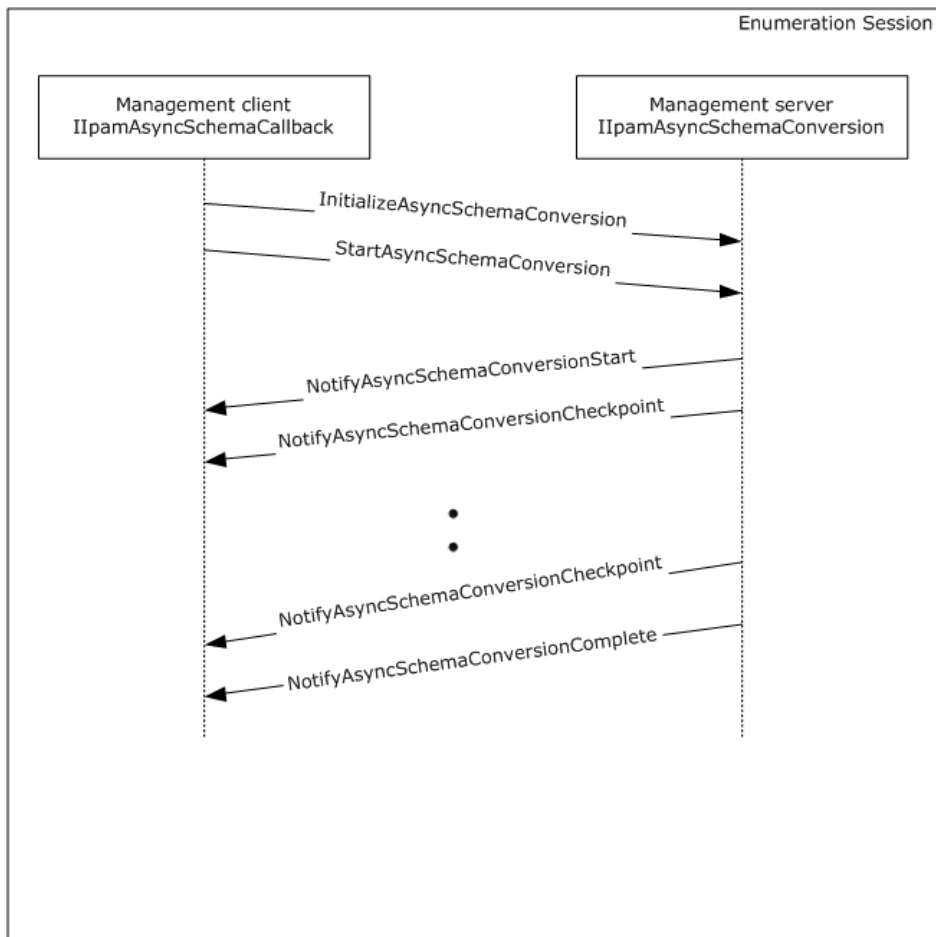 Enumeration Session
Management client
IIpamAsyncSchemaCallback
Management server
IIpamAsyncSchemaConversion
InitializeAsyncSchemaConversion
StartAsyncSchemaConversion
NotifyAsyncSchemaConversionStart
NotifyAsyncSchemaConversionCheckpoint
NotifyAsyncSchemaConversionCheckpoint
NotifyAsyncSchemaConversionComplete